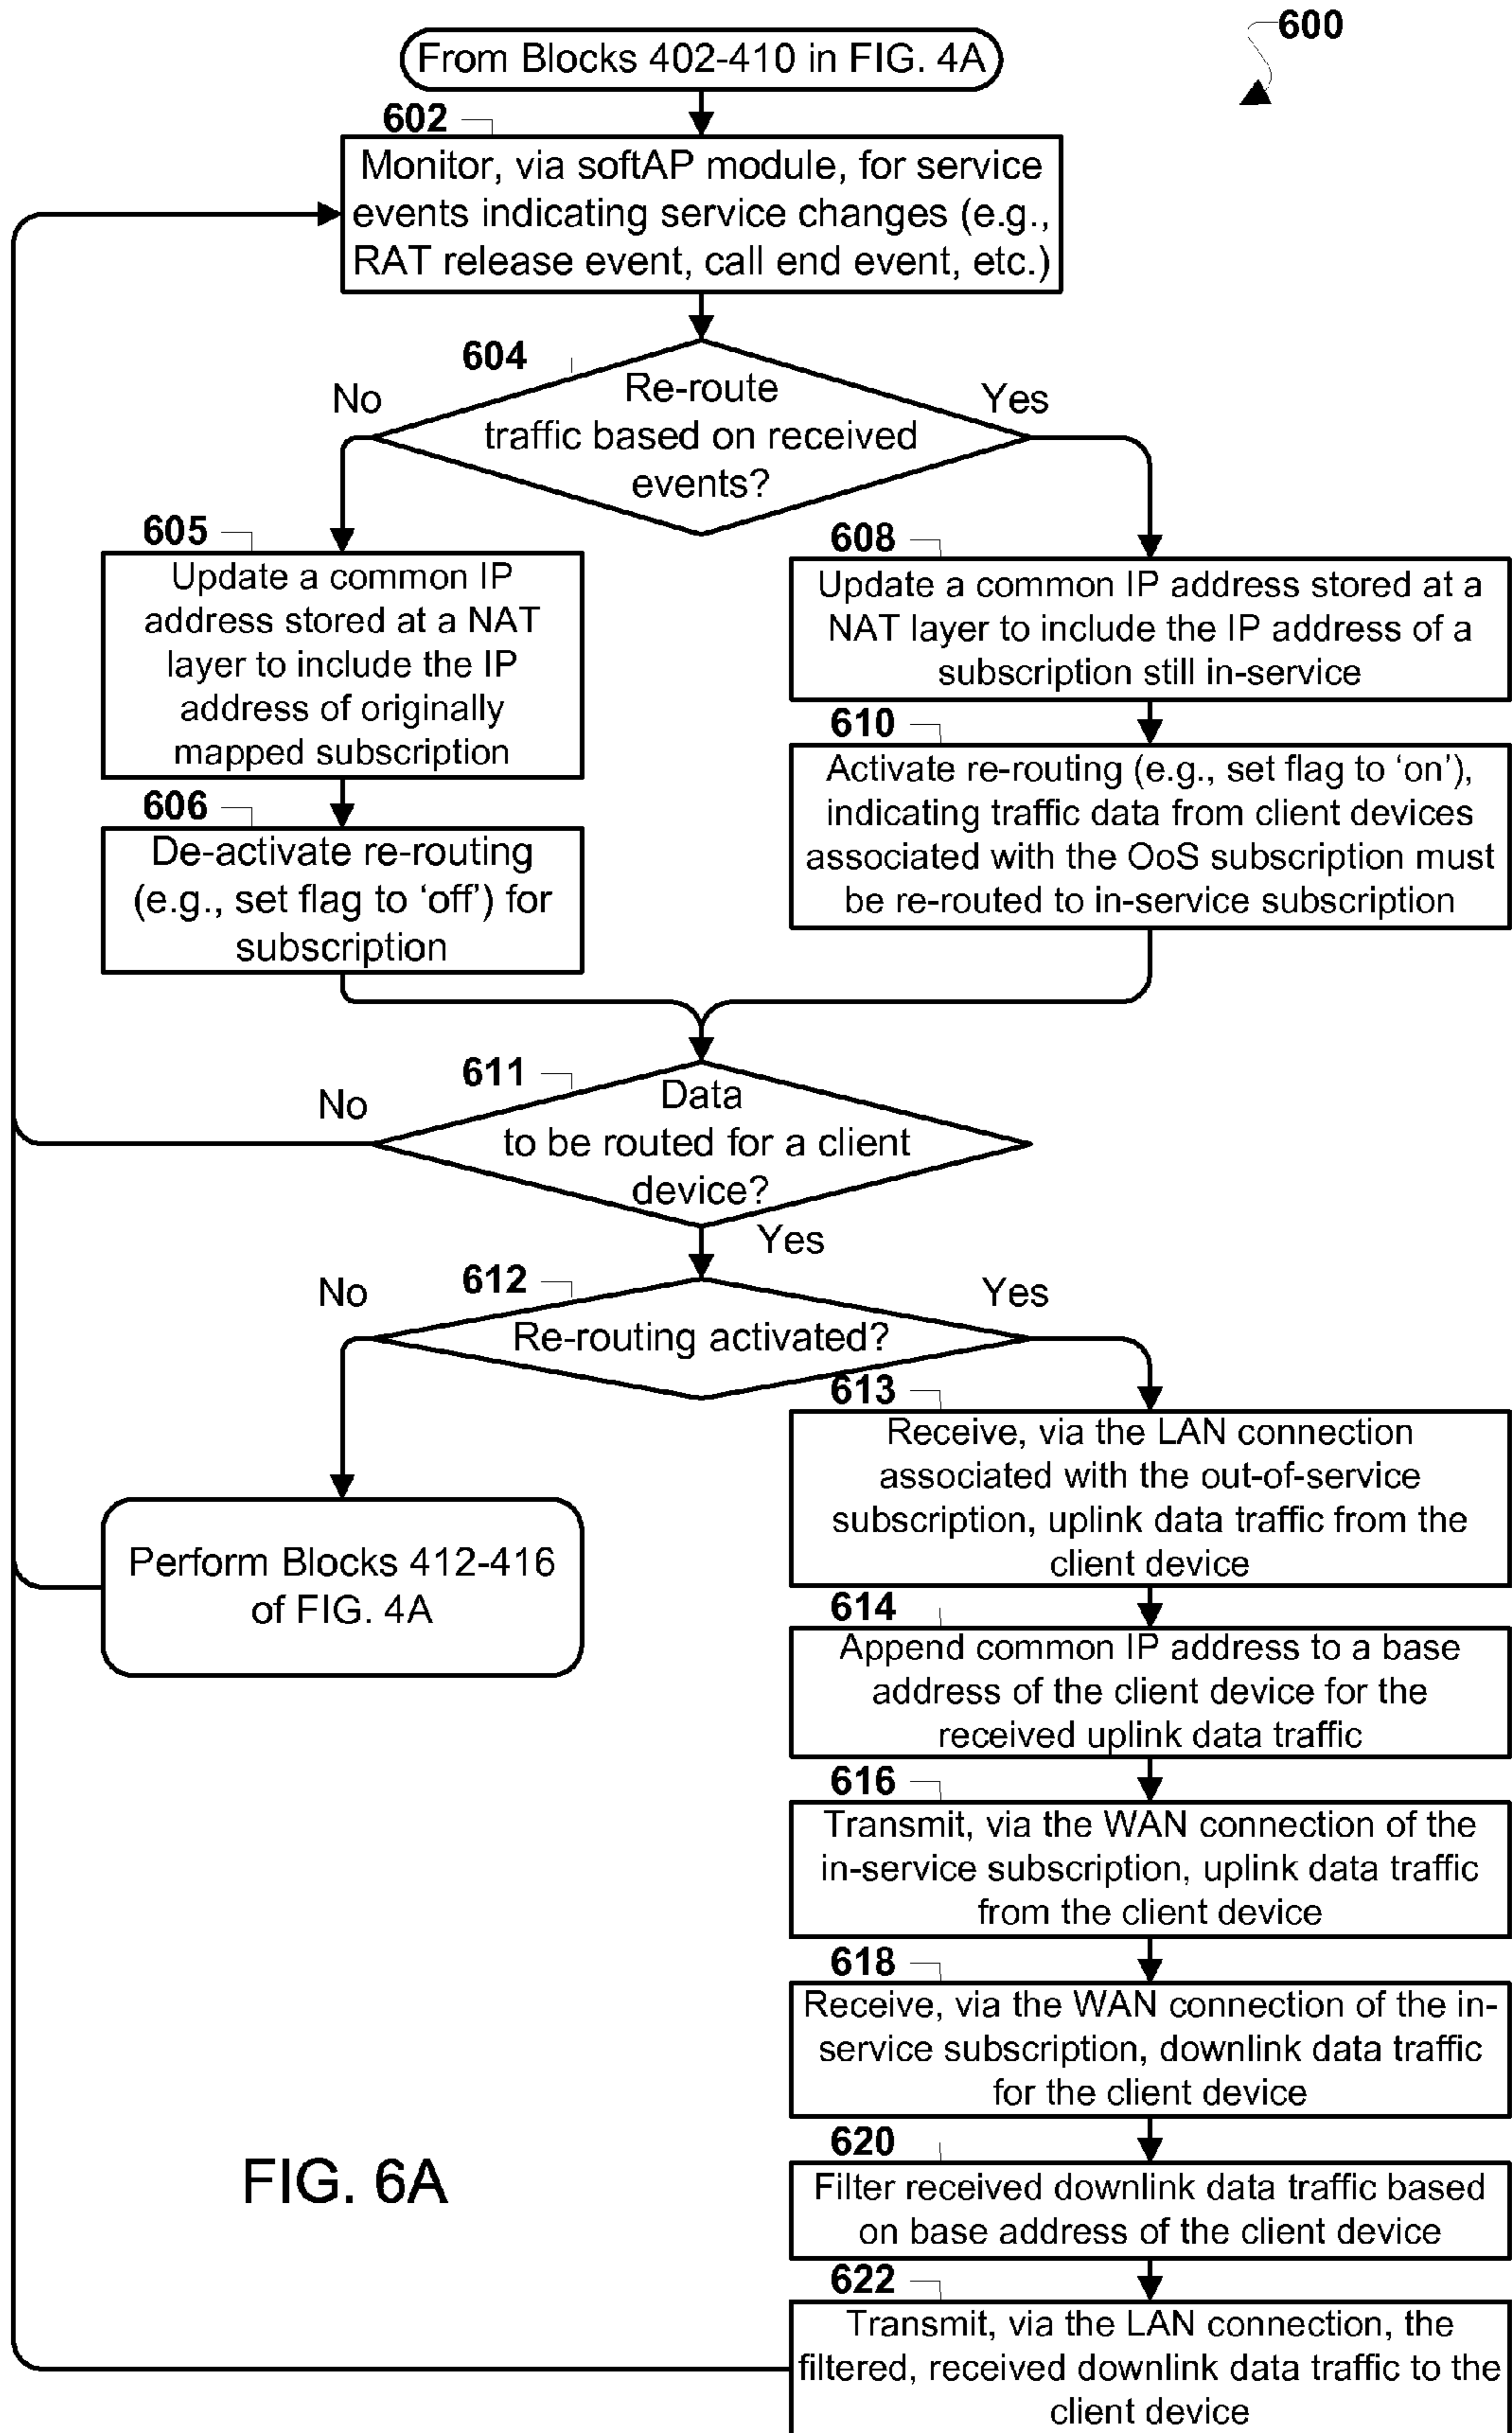 600
From Blocks 402-410 in FIG. 4A
602
Monitor, via softAP module, for service
events indicating service changes (e.g.,
RAT release event, call end event, etc.)
604
No
Yes
Re-route
traffic based on received
events?
605
Update a common IP
address stored at a NAT
layer to include the IP
address of originally
mapped subscription
606
De-activate re-routing
(e.g., set flag to ‘off’) for
subscription
608
Update a common IP address stored at a
NAT layer to include the IP address of a
subscription still in-service
610
Activate re-routing (e.g., set flag to ‘on’),
indicating traffic data from client devices
associated with the OoS subscription must
be re-routed to in-service subscription
611
No
Data
to be routed for a client
device?
Yes
612
No
Yes
Re-routing activated?
Perform Blocks 412-416
of FIG. 4A
613
Receive, via the LAN connection
associated with the out-of-service
subscription, uplink data traffic from the
client device
614
Append common IP address to a base
address of the client device for the
received uplink data traffic
616
Transmit, via the WAN connection of the
in-service subscription, uplink data traffic
from the client device
618
Receive, via the WAN connection of the in-
service subscription, downlink data traffic
for the client device
620
Filter received downlink data traffic based
on base address of the client device
622
Transmit, via the LAN connection, the
filtered, received downlink data traffic to the
client device
FIG. 6A